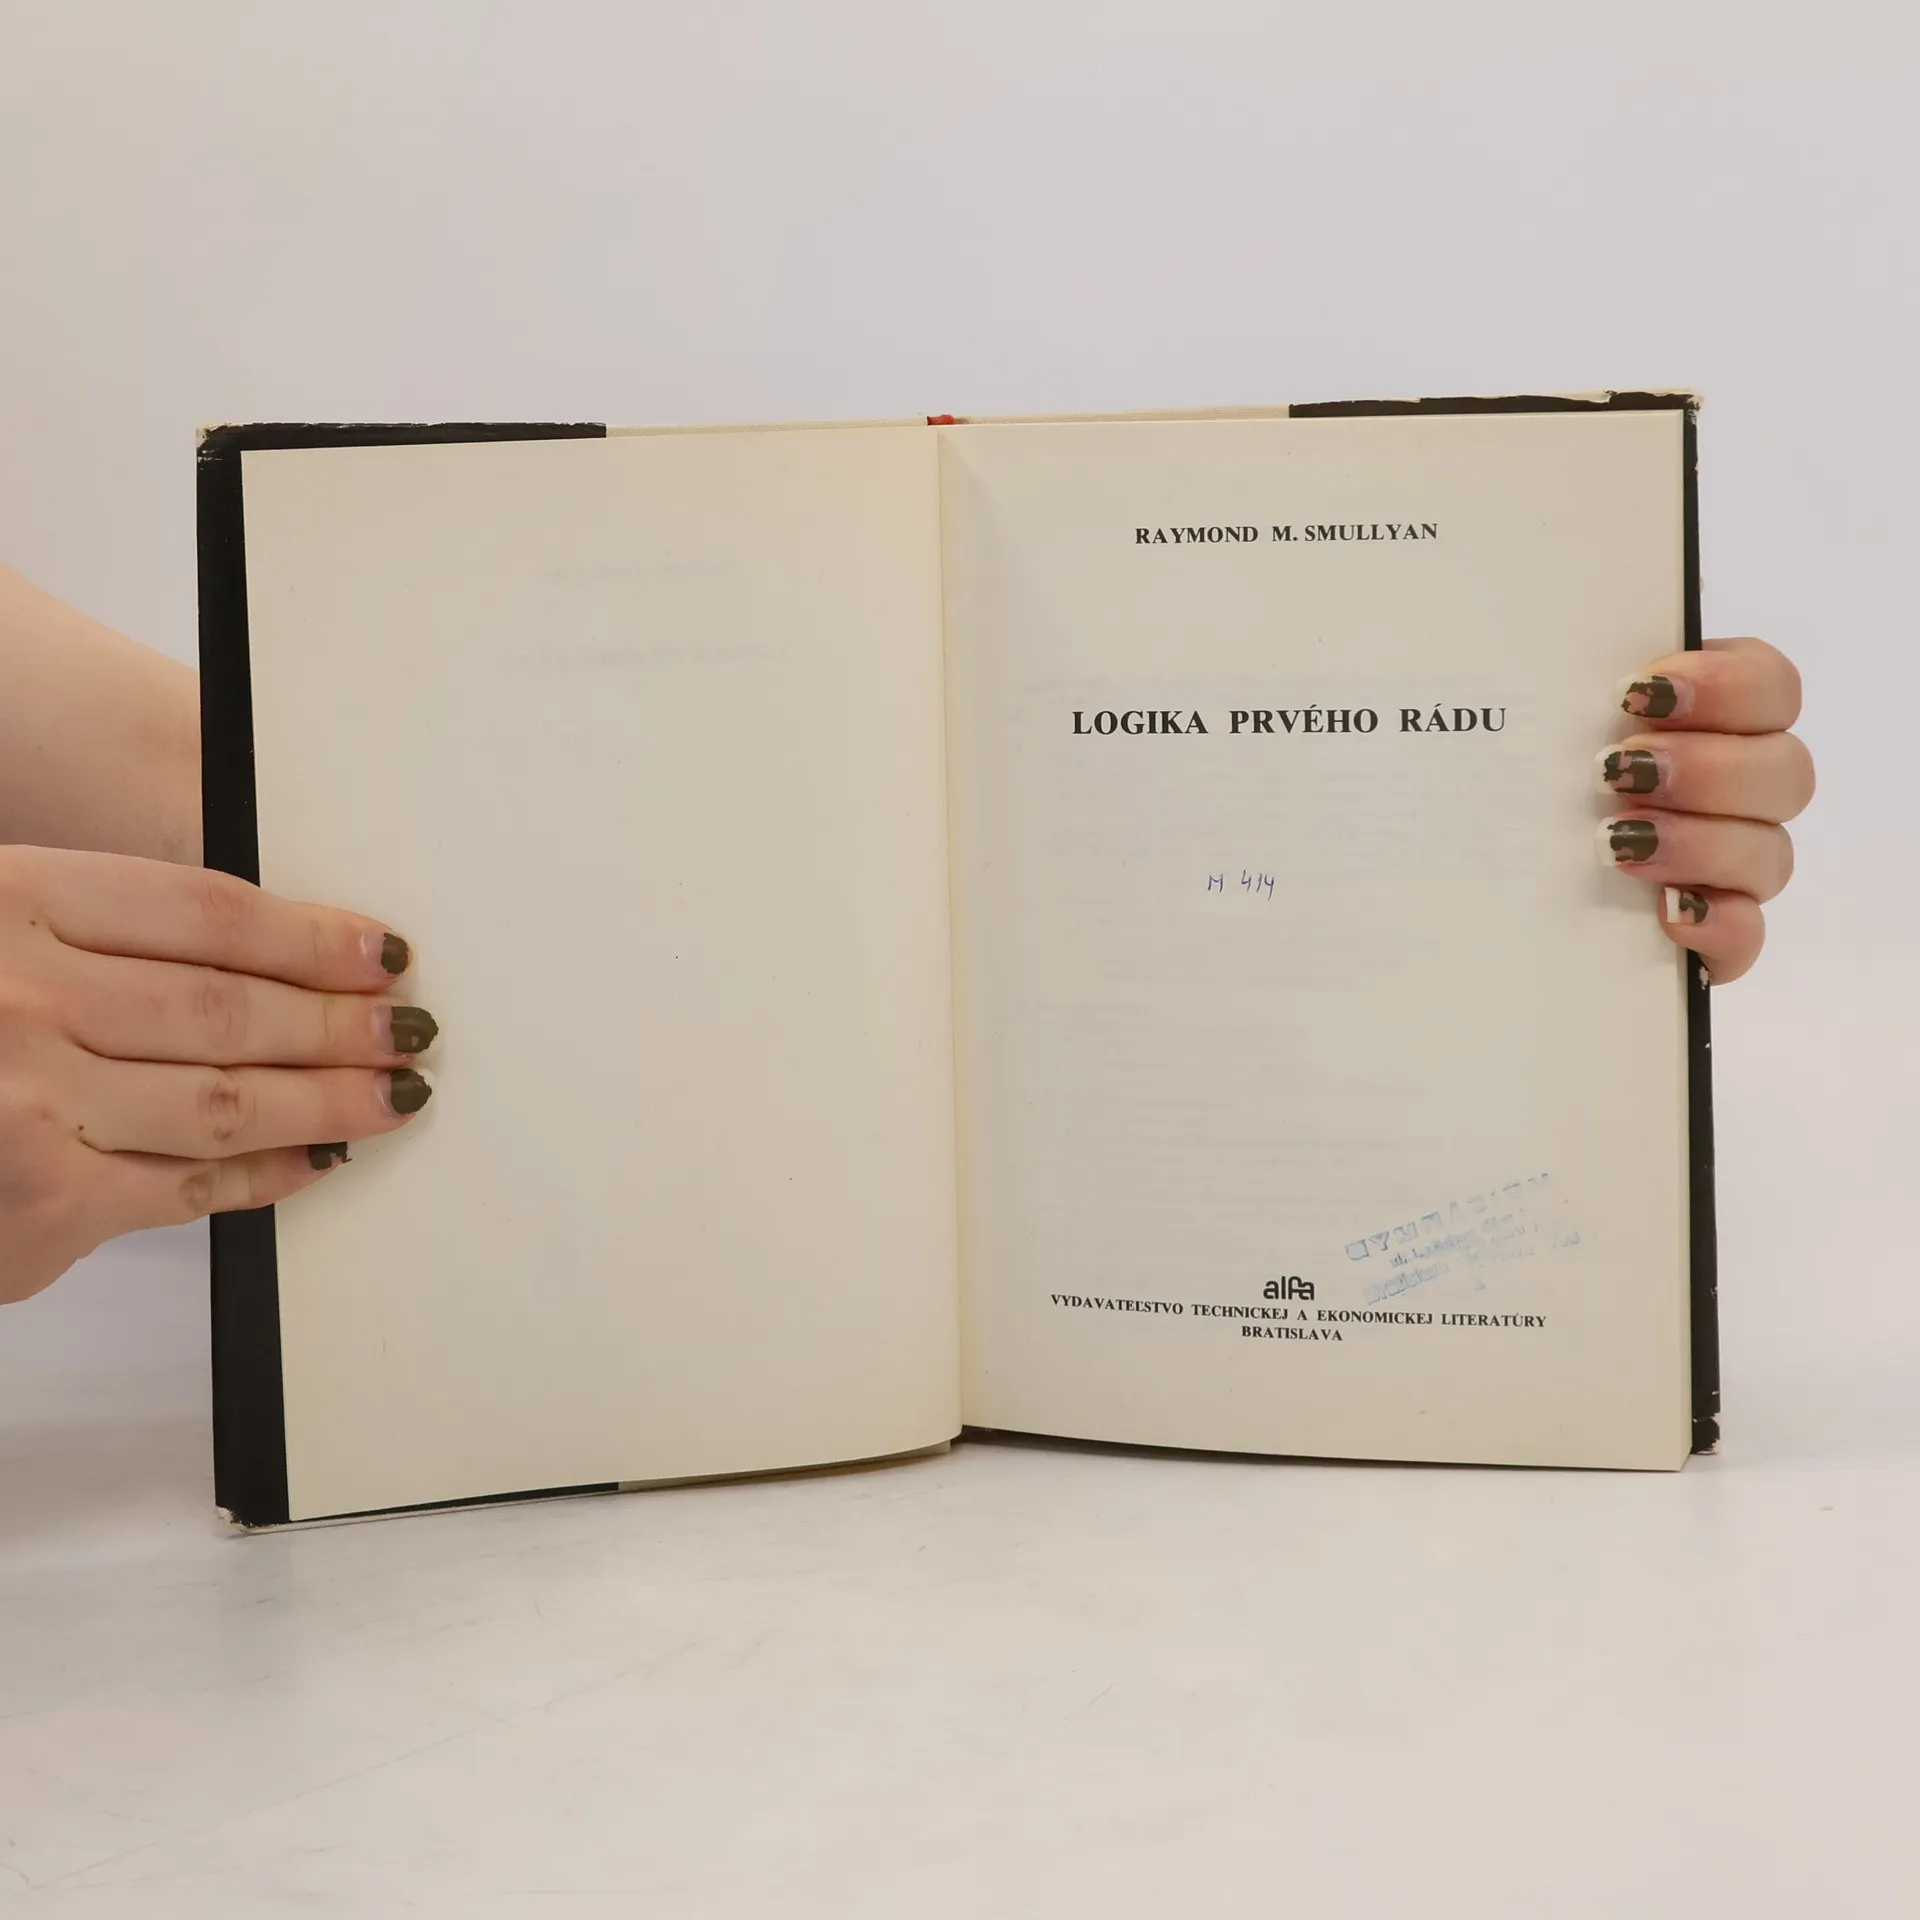 RAYMOND M. SMULLYAN
LOGIKA PRVÉHO RÁDU
M 414
alfa
VYDAVATEĽSTVO TECHNICKEJ A EKONOMICKEJ LITERATÚRY
BRATISLAVA